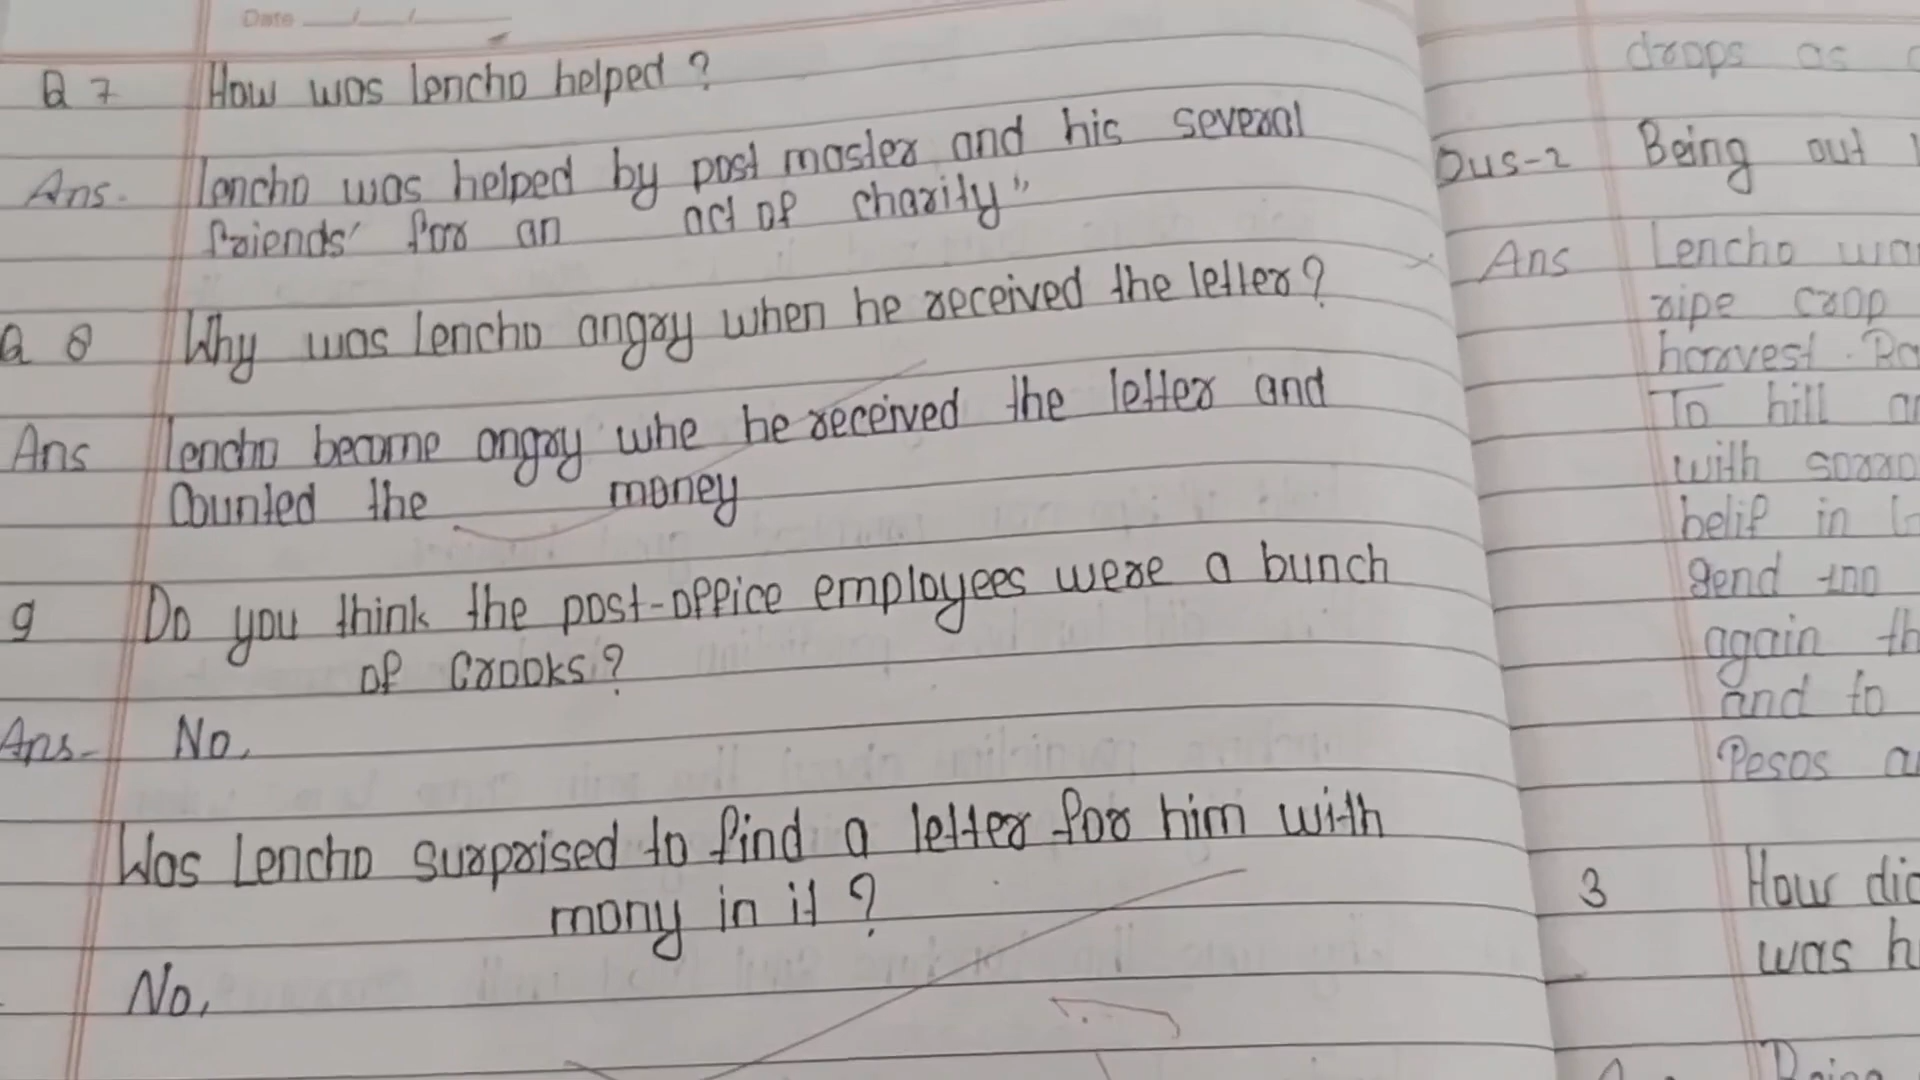 Date
Q 7 How was lencho helped ?
Ans. lencho was helped by post master and his several
friends' for an act of charity"
Q 8 Why was lencho angry when he received the letter?
Ans lencho become angry whe he received the letter and
Counted the money
9 Do you think the post-office employees were a bunch
of crooks?
Ans- No,
Was Lencho surprised to find a letter for him with
mony in it ?
No,
drops as
Qus-2 Being out
Ans Lencho
ripe crop
harvest.
To hill
with
belif in
send 100
again
and to
Pesos
3 How
was